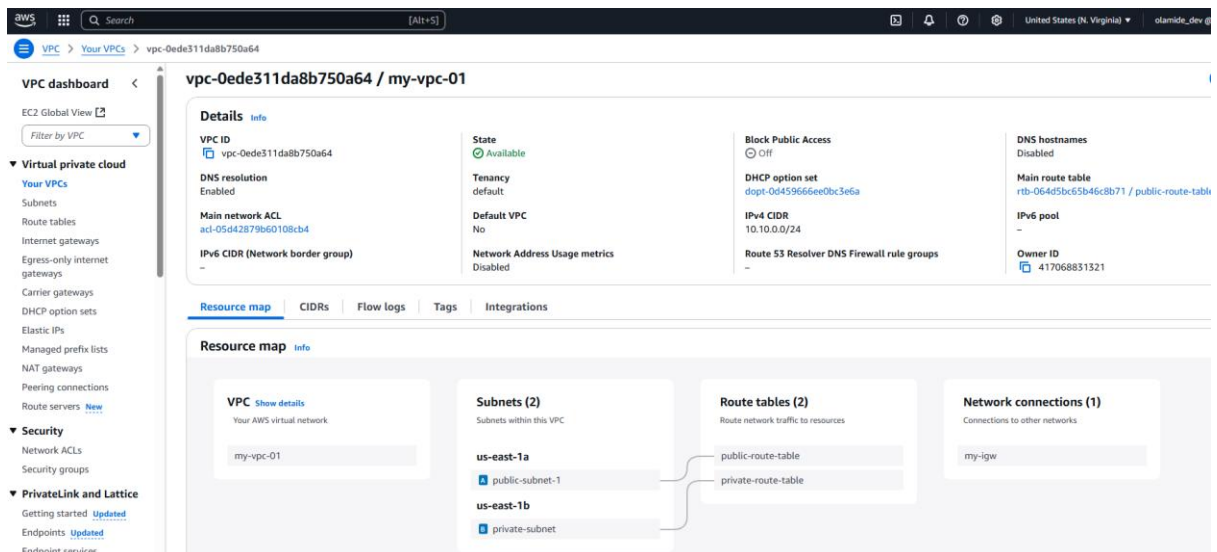 aws
Search
[Alt+S]
United States (N. Virginia)
olamide_dev @
VPC > Your VPCs > vpc-0ede311da8b750a64
VPC dashboard
EC2 Global View
Filter by VPC
Virtual private cloud
Your VPCs
Subnets
Route tables
Internet gateways
Egress-only internet
gateways
Carrier gateways
DHCP option sets
Elastic IPs
Managed prefix lists
NAT gateways
Peering connections
Route servers New
Security
Network ACLs
Security groups
PrivateLink and Lattice
Getting started Updated
Endpoints Updated
Endpoint services
vpc-0ede311da8b750a64 / my-vpc-01
Details Info
VPC ID
vpc-0ede311da8b750a64
State
Available
Block Public Access
Off
DNS hostnames
Disabled
DNS resolution
Enabled
Tenancy
default
DHCP option set
dopt-0d459666ee0bc3e6a
Main route table
rtb-064d5bc65b46c8b71 / public-route-table
Main network ACL
acl-05d42879b60108cb4
Default VPC
No
IPv4 CIDR
10.10.0.0/24
IPv6 pool
–
IPv6 CIDR (Network border group)
–
Network Address Usage metrics
Disabled
Route 53 Resolver DNS Firewall rule groups
–
Owner ID
417068831321
Resource map
CIDRs
Flow logs
Tags
Integrations
Resource map Info
VPC Show details
Your AWS virtual network
my-vpc-01
Subnets (2)
Subnets within this VPC
us-east-1a
A public-subnet-1
us-east-1b
B private-subnet
Route tables (2)
Route network traffic to resources
public-route-table
private-route-table
Network connections (1)
Connections to other networks
my-igw